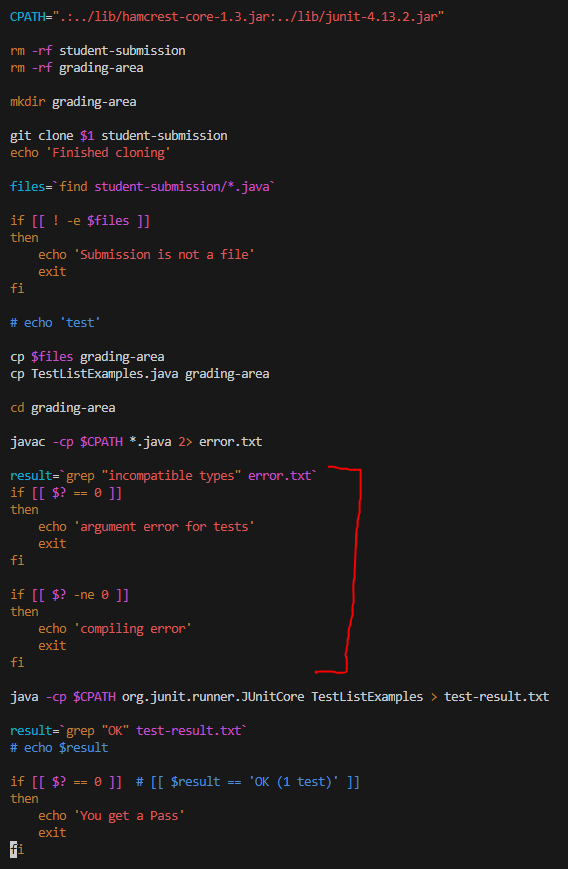 CPATH=".:../lib/hamcrest-core-1.3.jar:../lib/junit-4.13.2.jar"
rm -rf student-submission
rm -rf grading-area
mkdir grading-area
git clone $1 student-submission
echo 'Finished cloning'
files=`find student-submission/*.java`
if [[ ! -e $files ]]
then
    echo 'Submission is not a file'
    exit
fi
# echo 'test'
cp $files grading-area
cp TestListExamples.java grading-area
cd grading-area
javac -cp $CPATH *.java 2> error.txt
result=`grep "incompatible types" error.txt`
if [[ $? == 0 ]]
then
    echo 'argument error for tests'
    exit
fi
if [[ $? -ne 0 ]]
then
    echo 'compiling error'
    exit
fi
java -cp $CPATH org.junit.runner.JUnitCore TestListExamples > test-result.txt
result=`grep "OK" test-result.txt`
# echo $result
if [[ $? == 0 ]]  # [[ $result == 'OK (1 test)' ]]
then
    echo 'You get a Pass'
    exit
fi